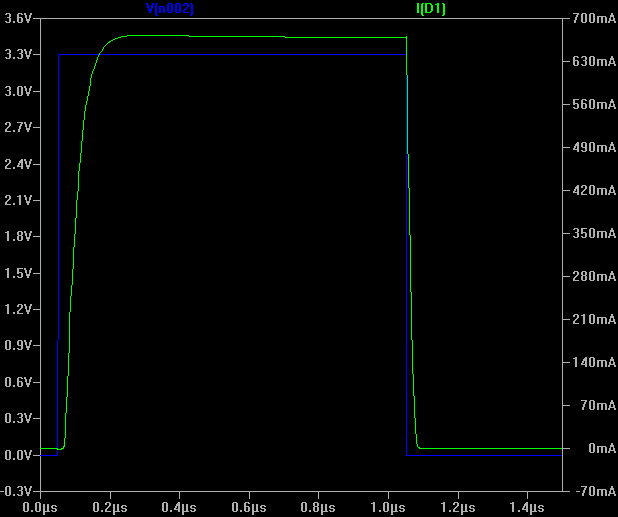 V(n002) I(D1)
3.6V 700mA
3.3V 630mA
3.0V 560mA
2.7V 490mA
2.4V 420mA
2.1V 350mA
1.8V 280mA
1.5V 210mA
1.2V 140mA
0.9V 70mA
0.6V 0mA
0.3V -70mA
0.0V
-0.3V
0.0µs 0.2µs 0.4µs 0.6µs 0.8µs 1.0µs 1.2µs 1.4µs